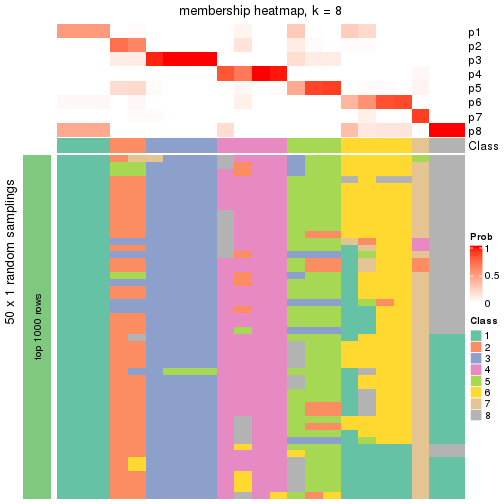 membership heatmap, k = 8
p1
p2
p3
p4
p5
p6
p7
p8
Class
50 x 1 random samplings
top 1000 rows
Prob
1
0.5
0
Class
1
2
3
4
5
6
7
8